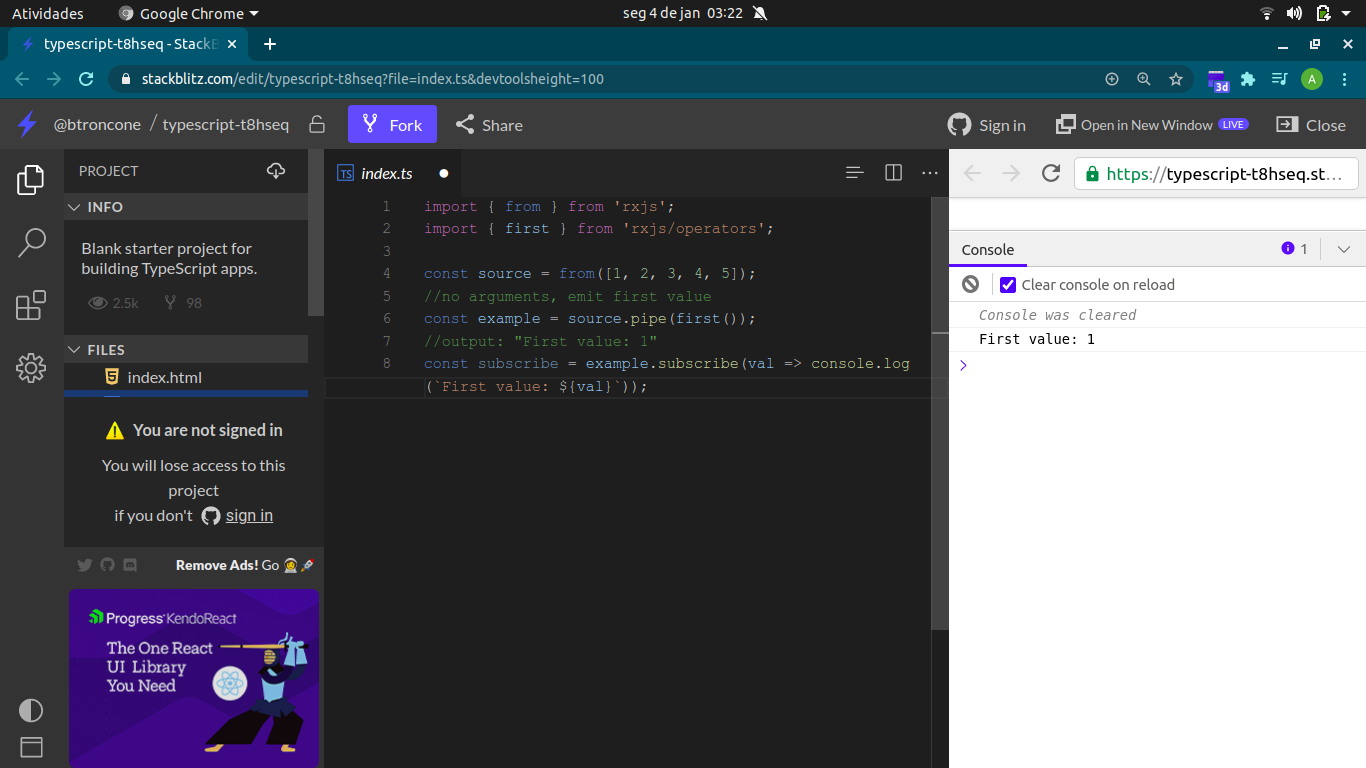 Atividades
Google Chrome
seg 4 de jan 03:22
typescript-t8hseq - StackB
stackblitz.com/edit/typescript-t8hseq?file=index.ts&devtoolsheight=100
3d
A
@btroncone / typescript-t8hseq
Fork
Share
Sign in
Open in New Window LIVE
Close
PROJECT
INFO
Blank starter project for
building TypeScript apps.
2.5k
98
FILES
index.html
You are not signed in
You will lose access to this
project
if you don't sign in
Remove Ads! Go
Progress KendoReact
The One React
UI Library
You Need
TS index.ts
1 import { from } from 'rxjs';
2 import { first } from 'rxjs/operators';
3
4 const source = from([1, 2, 3, 4, 5]);
5 //no arguments, emit first value
6 const example = source.pipe(first());
7 //output: "First value: 1"
8 const subscribe = example.subscribe(val => console.log
(`First value: ${val}`));
https://typescript-t8hseq.st...
Console
1
Clear console on reload
Console was cleared
First value: 1